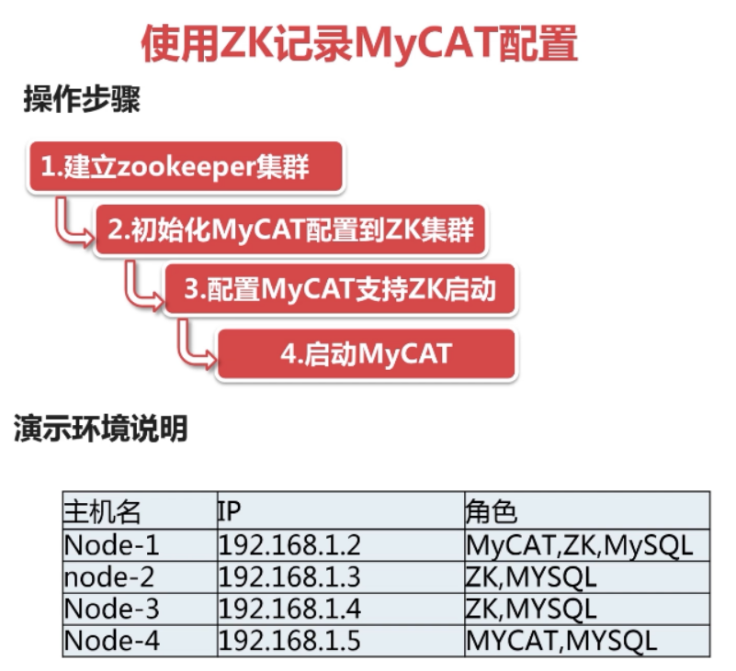 使用ZK记录MyCAT配置
操作步骤
1.建立zookeeper集群
2.初始化MyCAT配置到ZK集群
3.配置MyCAT支持ZK启动
4.启动MyCAT
演示环境说明
主机名 IP 角色
Node-1 192.168.1.2 MyCAT,ZK,MySQL
node-2 192.168.1.3 ZK,MYSQL
Node-3 192.168.1.4 ZK,MYSQL
Node-4 192.168.1.5 MYCAT,MYSQL